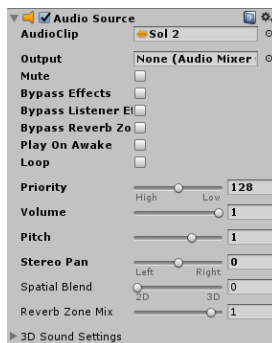 Audio Source
AudioClip Sol 2
Output None (Audio Mixer
Mute
Bypass Effects
Bypass Listener Ef
Bypass Reverb Zo
Play On Awake
Loop
Priority 128
High Low
Volume 1
Pitch 1
Stereo Pan 0
Left Right
Spatial Blend 0
2D 3D
Reverb Zone Mix 1
3D Sound Settings